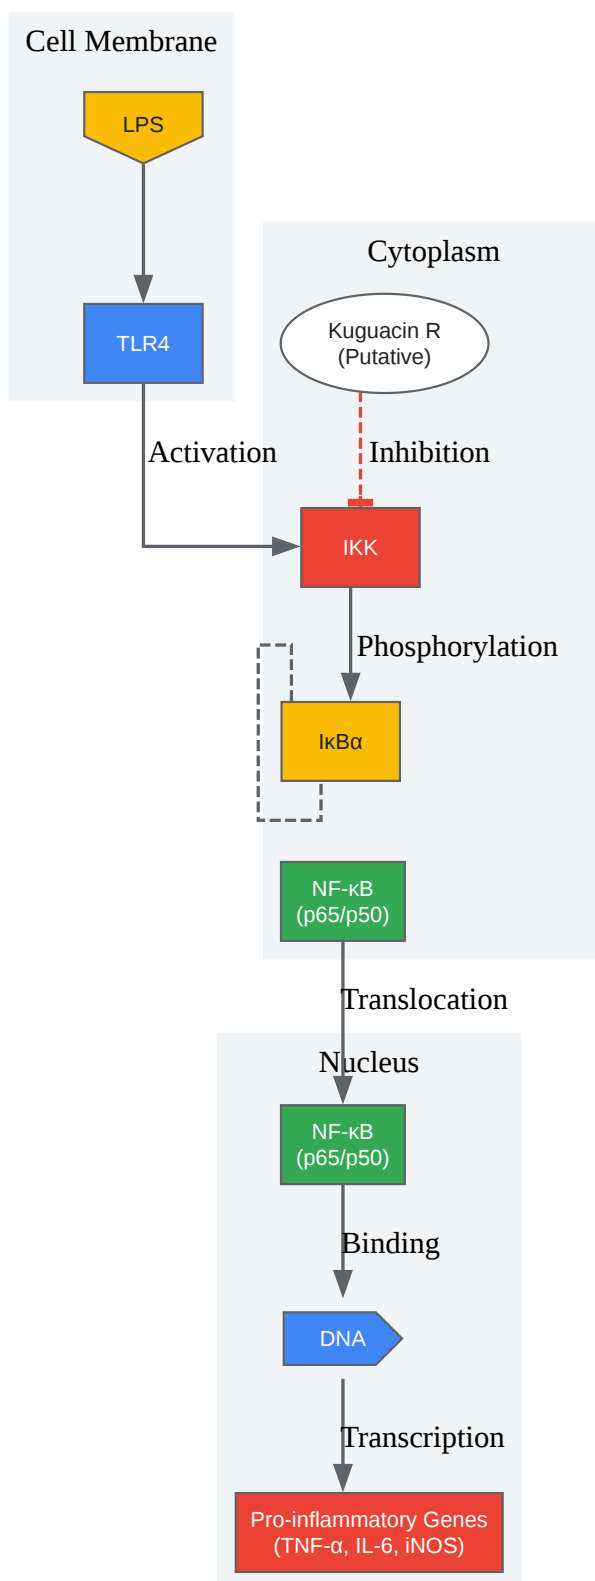 Cell Membrane
LPS
TLR4
Cytoplasm
Kuguacin R
(Putative)
Activation
Inhibition
IKK
Phosphorylation
IκBα
NF-κB
(p65/p50)
Translocation
Nucleus
NF-κB
(p65/p50)
Binding
DNA
Transcription
Pro-inflammatory Genes
(TNF-α, IL-6, iNOS)